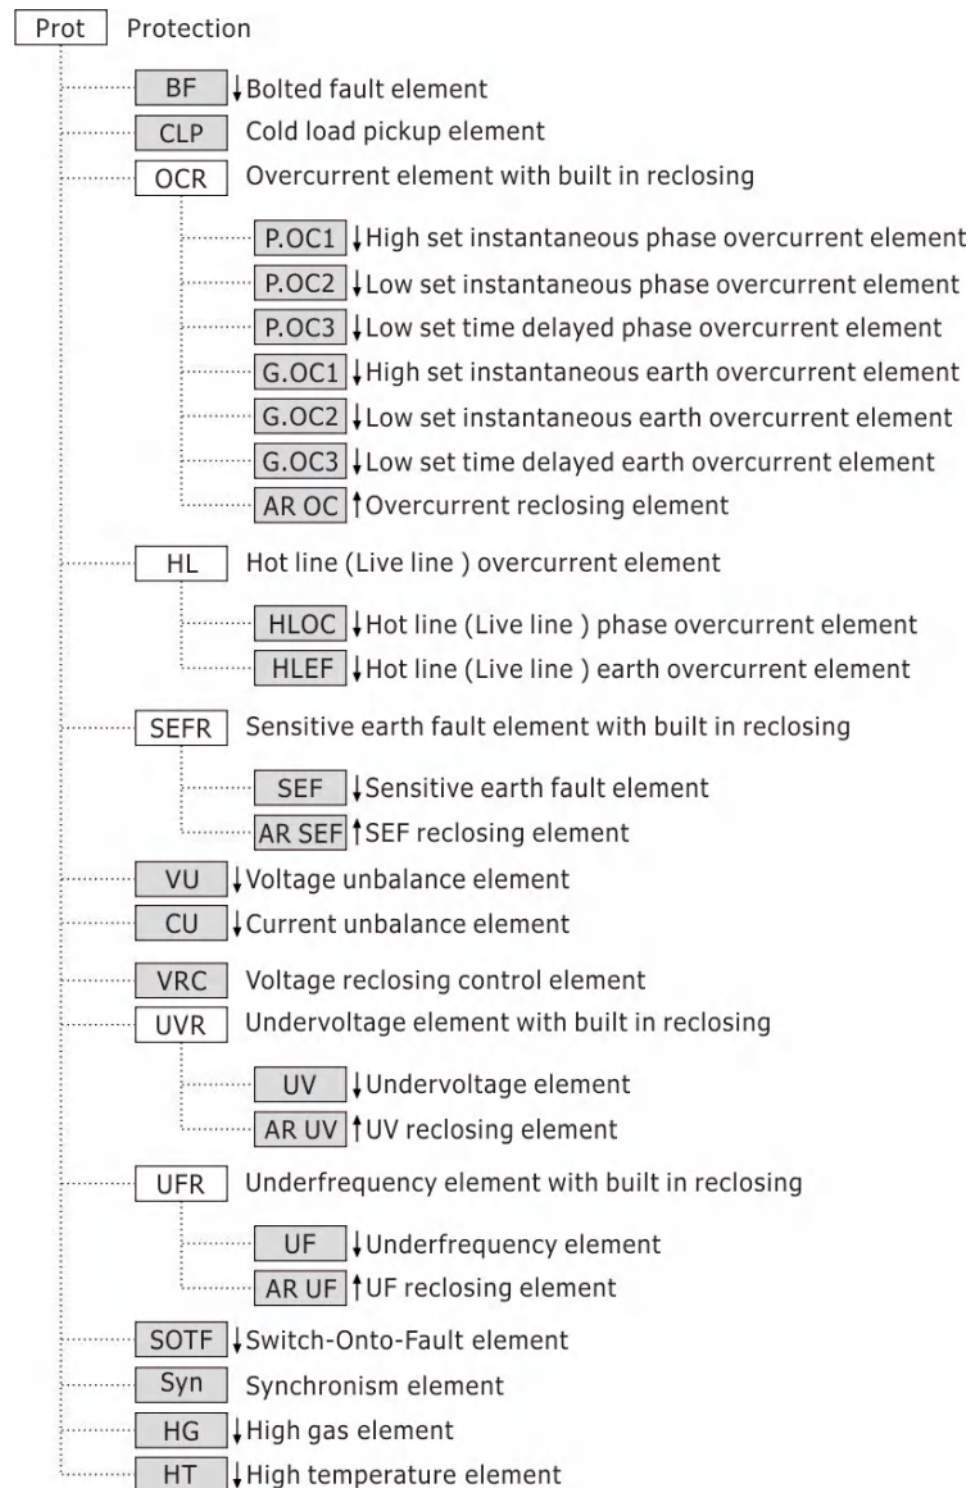 Prot Protection
BF ↓ Bolted fault element
CLP Cold load pickup element
OCR Overcurrent element with built in reclosing
P.OC1 ↓ High set instantaneous phase overcurrent element
P.OC2 ↓ Low set instantaneous phase overcurrent element
P.OC3 ↓ Low set time delayed phase overcurrent element
G.OC1 ↓ High set instantaneous earth overcurrent element
G.OC2 ↓ Low set instantaneous earth overcurrent element
G.OC3 ↓ Low set time delayed earth overcurrent element
AR OC ↑ Overcurrent reclosing element
HL Hot line (Live line ) overcurrent element
HLOC ↓ Hot line (Live line ) phase overcurrent element
HLEF ↓ Hot line (Live line ) earth overcurrent element
SEFR Sensitive earth fault element with built in reclosing
SEF ↓ Sensitive earth fault element
AR SEF ↑ SEF reclosing element
VU ↓ Voltage unbalance element
CU ↓ Current unbalance element
VRC Voltage reclosing control element
UVR Undervoltage element with built in reclosing
UV ↓ Undervoltage element
AR UV ↑ UV reclosing element
UFR Underfrequency element with built in reclosing
UF ↓ Underfrequency element
AR UF ↑ UF reclosing element
SOTF ↓ Switch-Onto-Fault element
Syn Synchronism element
HG ↓ High gas element
HT ↓ High temperature element